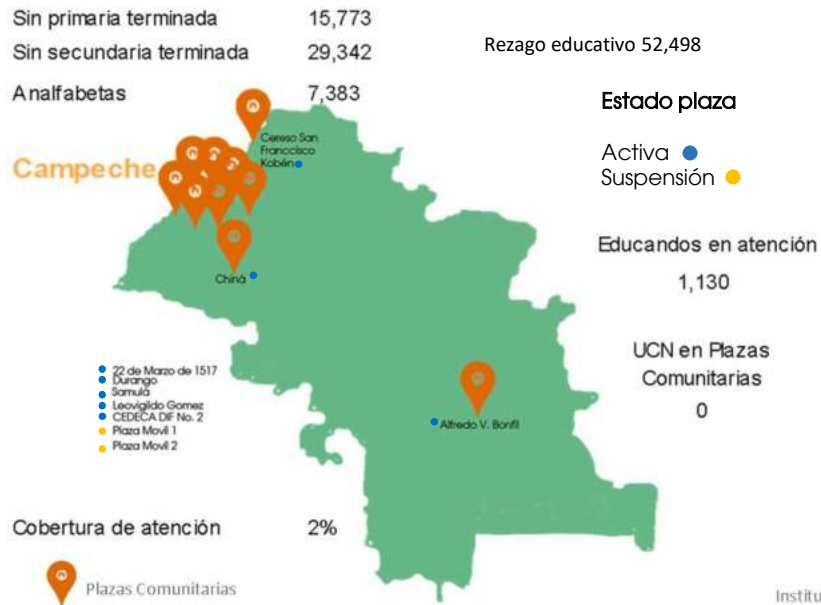 Sin primaria terminada 15,773
Sin secundaria terminada 29,342
Rezago educativo 52,498
Analfabetas 7,383
Estado plaza
Cereso San
Franccisco
Kobén
Campeche
Activa
Suspensión
Educandos en atención
1,130
Chiná
UCN en Plazas
Comunitarias
0
22 de Marzo de 1517
Durango
Samulá
Leovigildo Gomez
CEDECA DIF No. 2
Plaza Movil 1
Plaza Movil 2
Alfredo V. Bonfil
Cobertura de atención 2%
Plazas Comunitarias
Institu